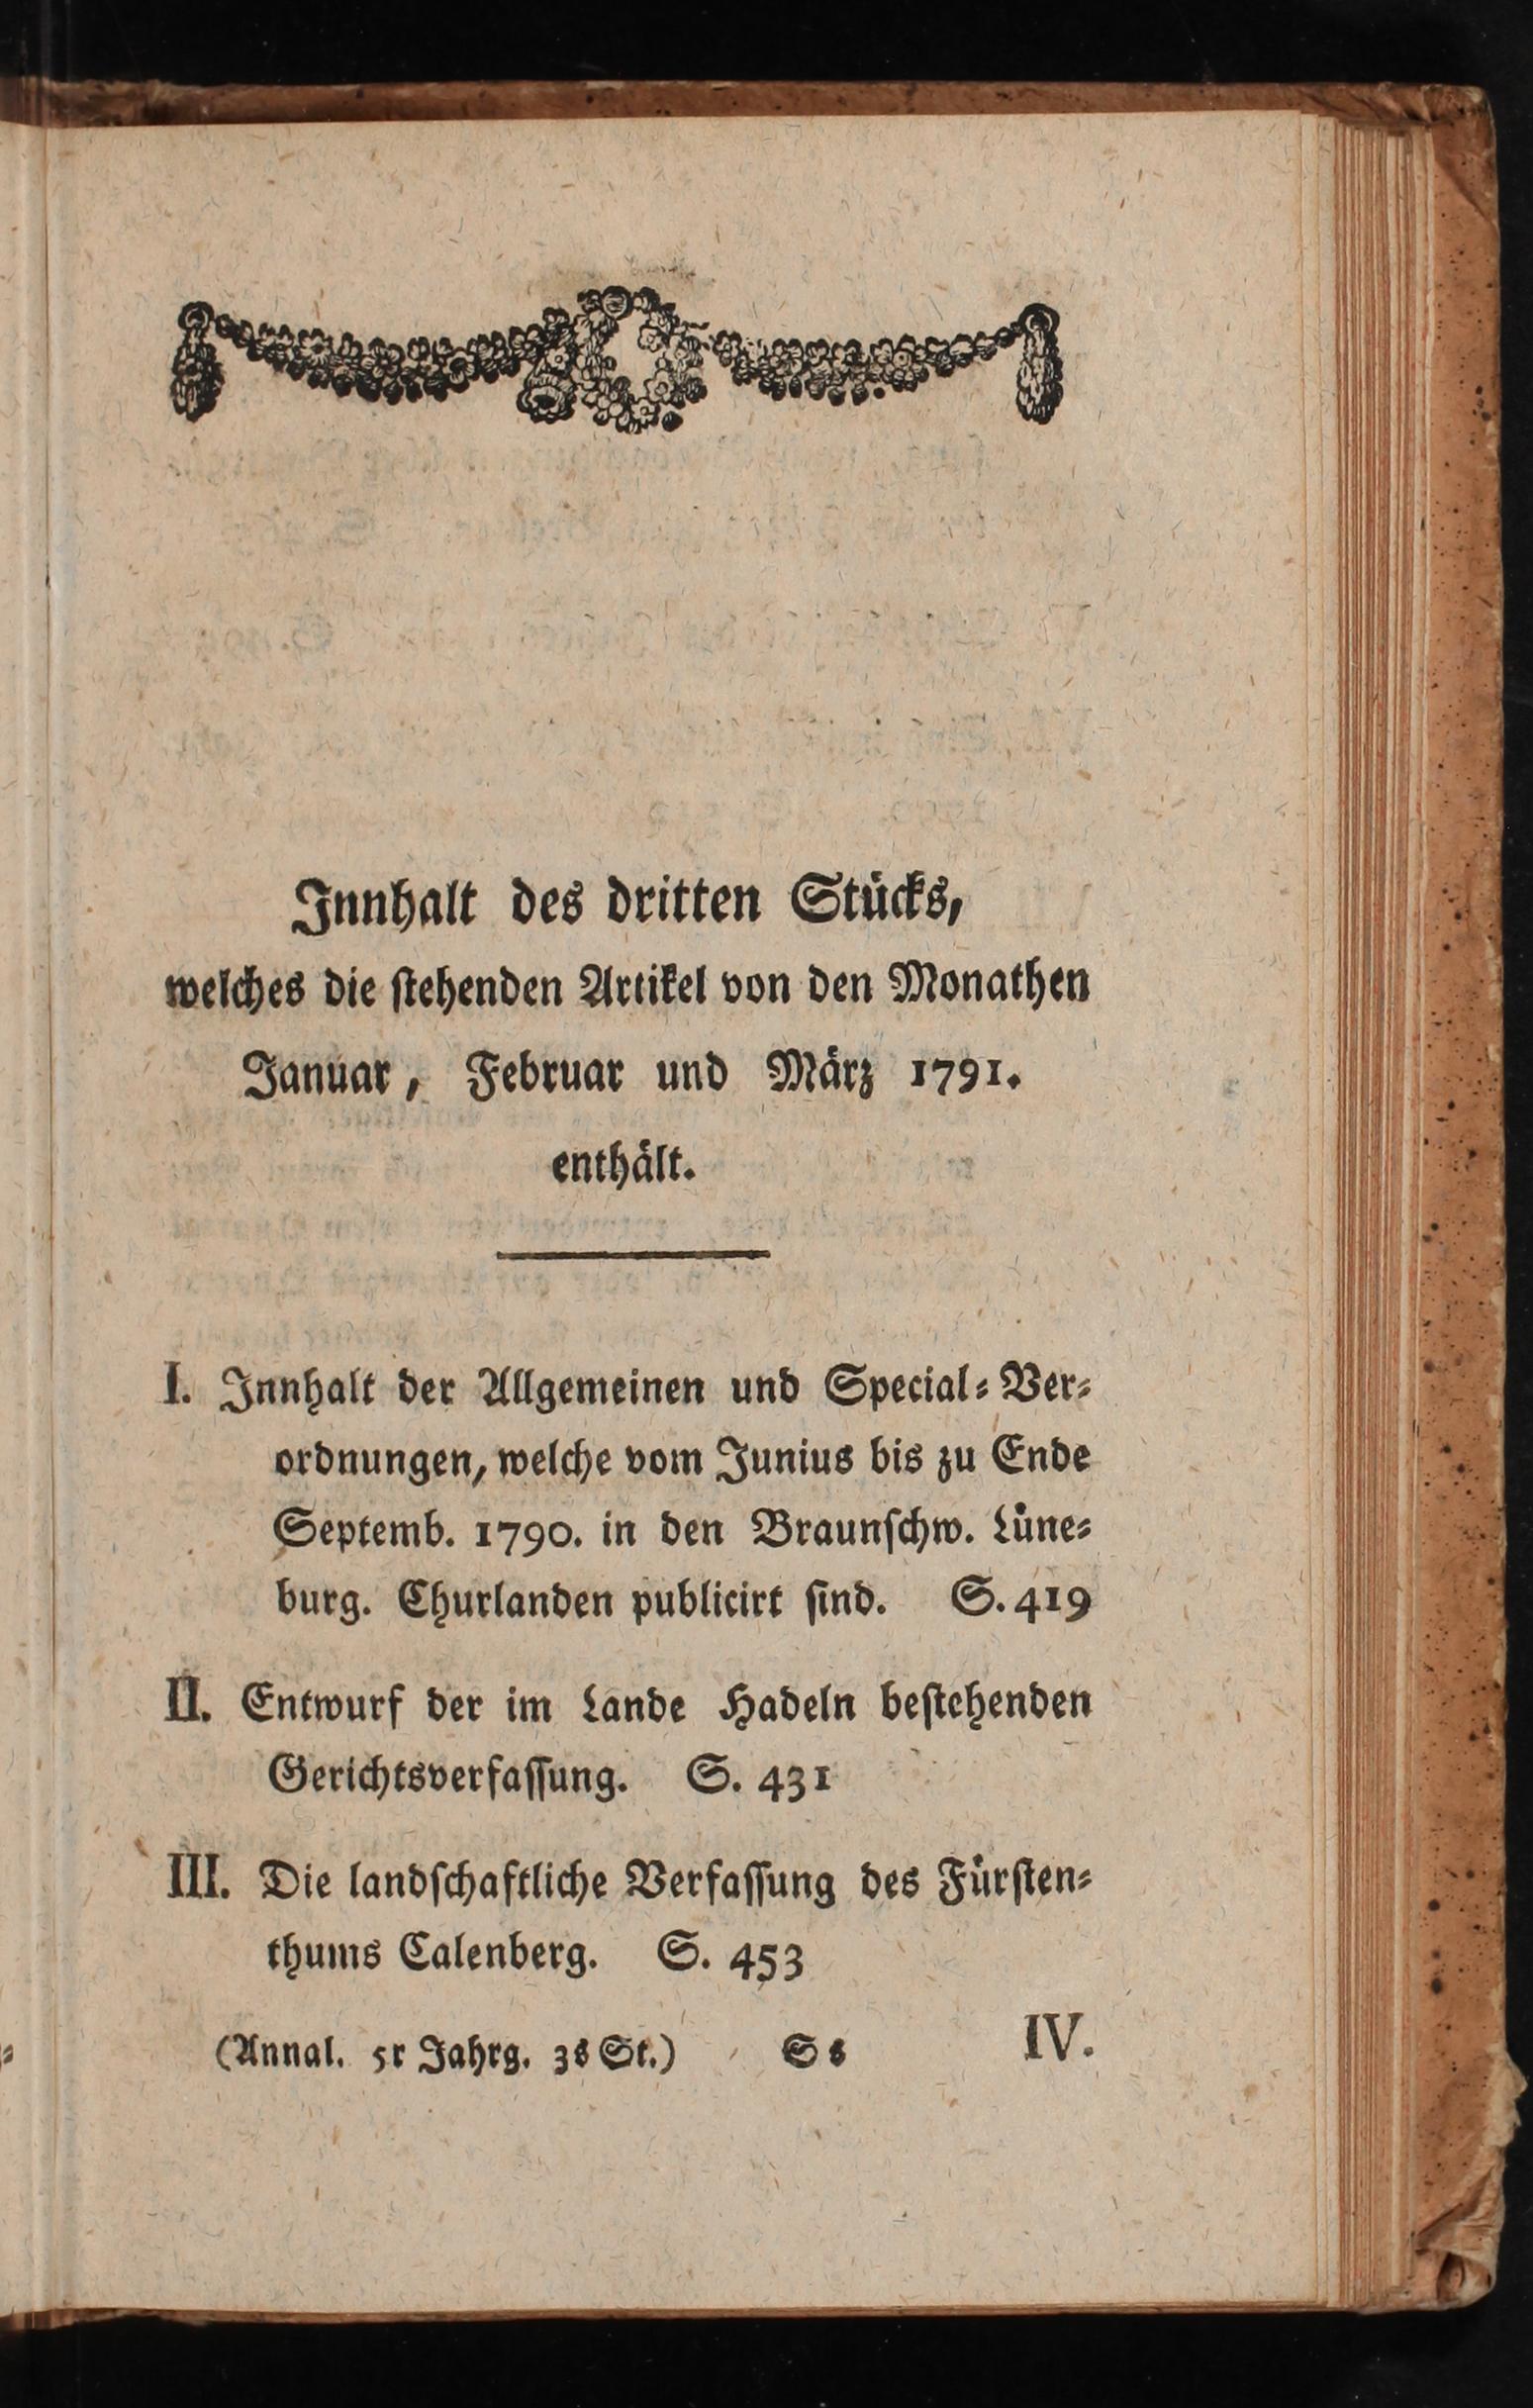 Innhalt des dritten Stücks,
welches die stehenden Artikel von den Monathen
Januar, Februar und März 1791.
enthält.
I. Innhalt der Allgemeinen und Special-Ver-
ordnungen, welche vom Junius bis zu Ende
Septemb. 1790. in den Braunschw. Lüne-
burg. Churlanden publicirt sind. S. 419
II. Entwurf der im Lande Hadeln bestehenden
Gerichtsverfassung. S. 431
III. Die landschaftliche Verfassung des Fürsten-
thums Calenberg. S. 453
(Annal. 5r Jahrg. 3s St.) Ss IV.